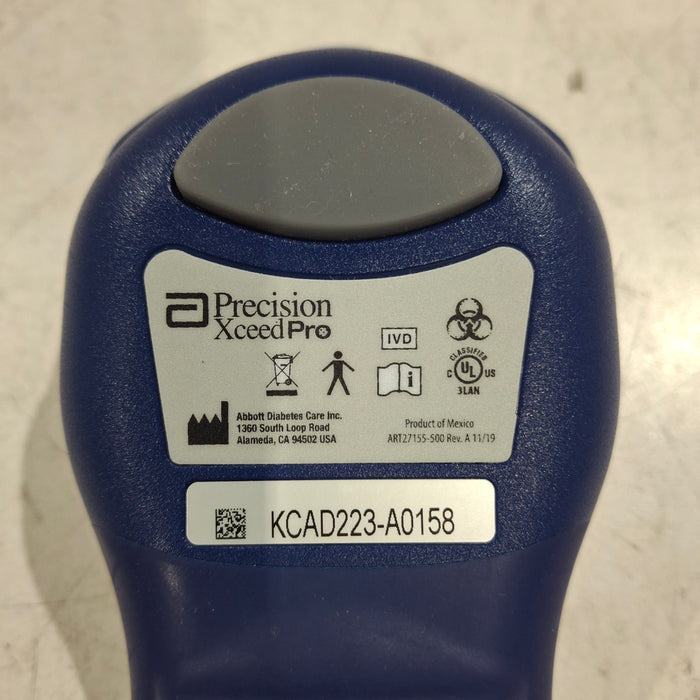 Precision
Xceed Pro
IVD
i
CLASSIFIED
C UL US
3LAN
Abbott Diabetes Care Inc.
1360 South Loop Road
Alameda, CA 94502 USA
Product of Mexico
ART27155-500 Rev. A 11/19
KCAD223-A0158